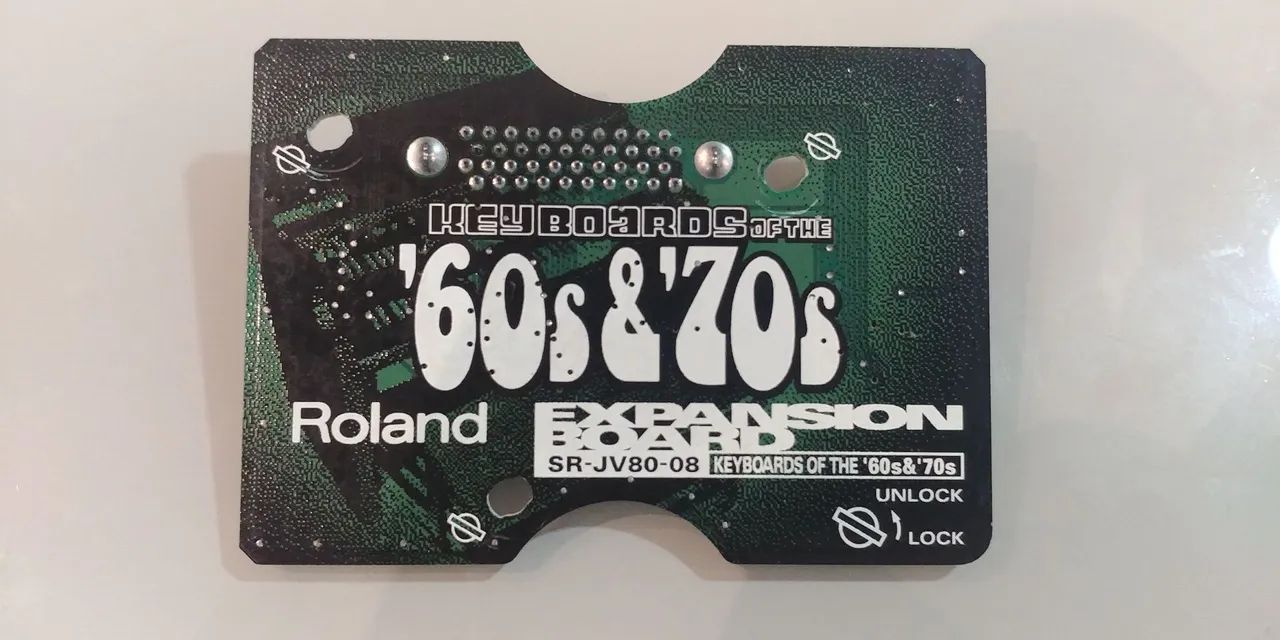 KEYBOaRDS OF THE
'60s & '70s
Roland
EXPANSION
BOARD
SR-JV80-08 KEYBOARDS OF THE '60s&'70s
UNLOCK
LOCK